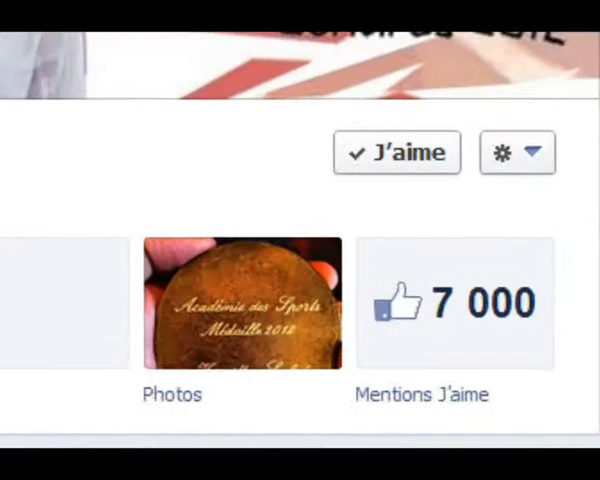 J'aime
Académie des Sports
Médaille 2012
7 000
Photos
Mentions J'aime